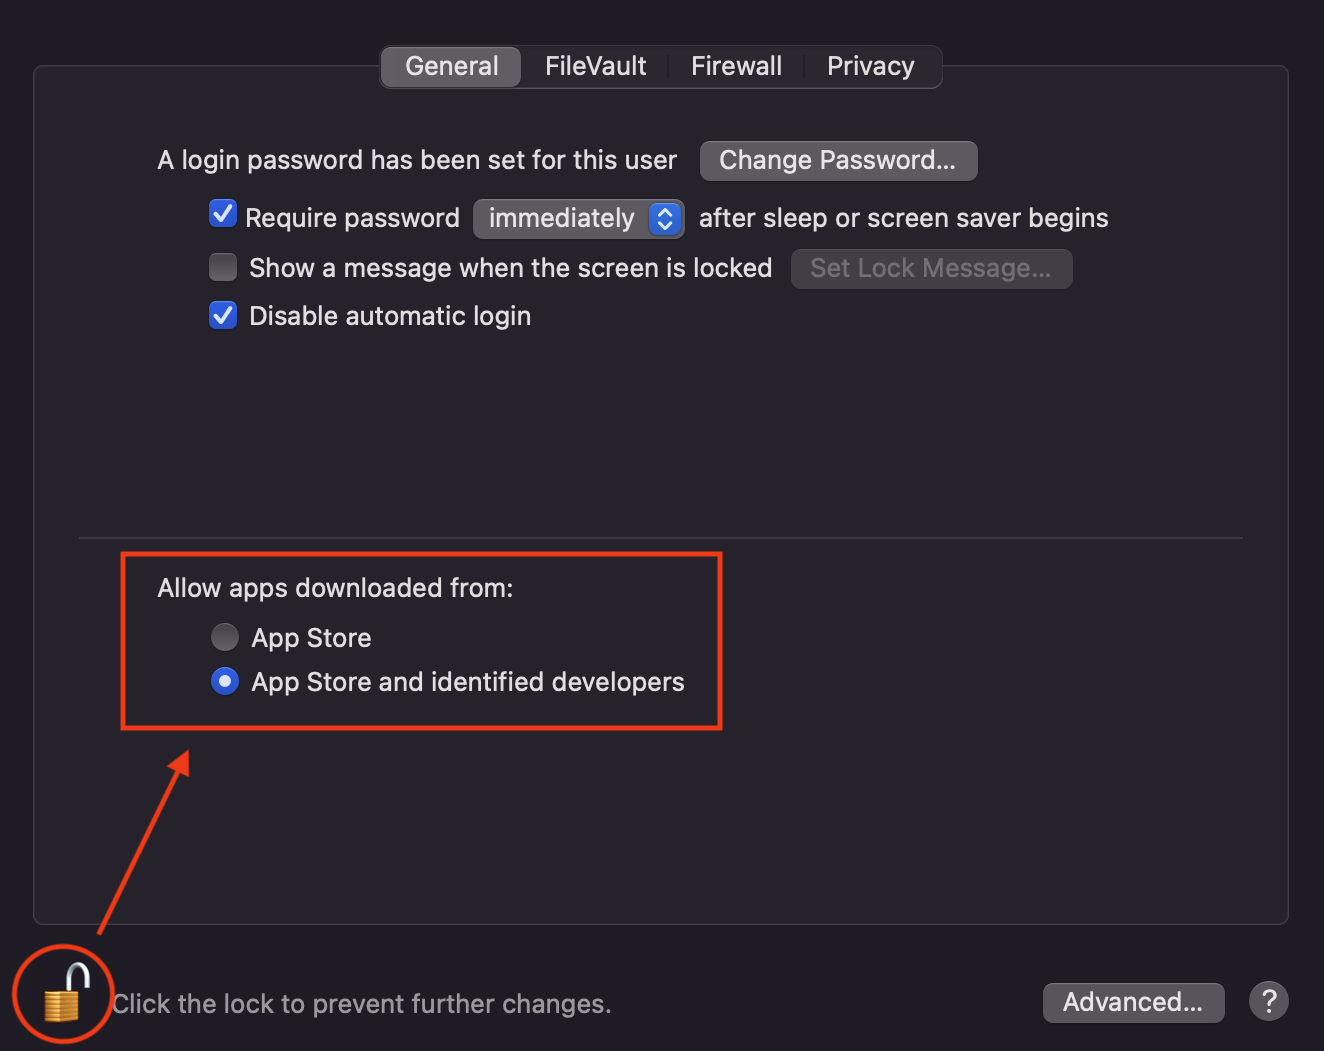 General FileVault Firewall Privacy
A login password has been set for this user Change Password...
Require password immediately after sleep or screen saver begins
Show a message when the screen is locked Set Lock Message...
Disable automatic login
Allow apps downloaded from:
App Store
App Store and identified developers
Click the lock to prevent further changes. Advanced... ?